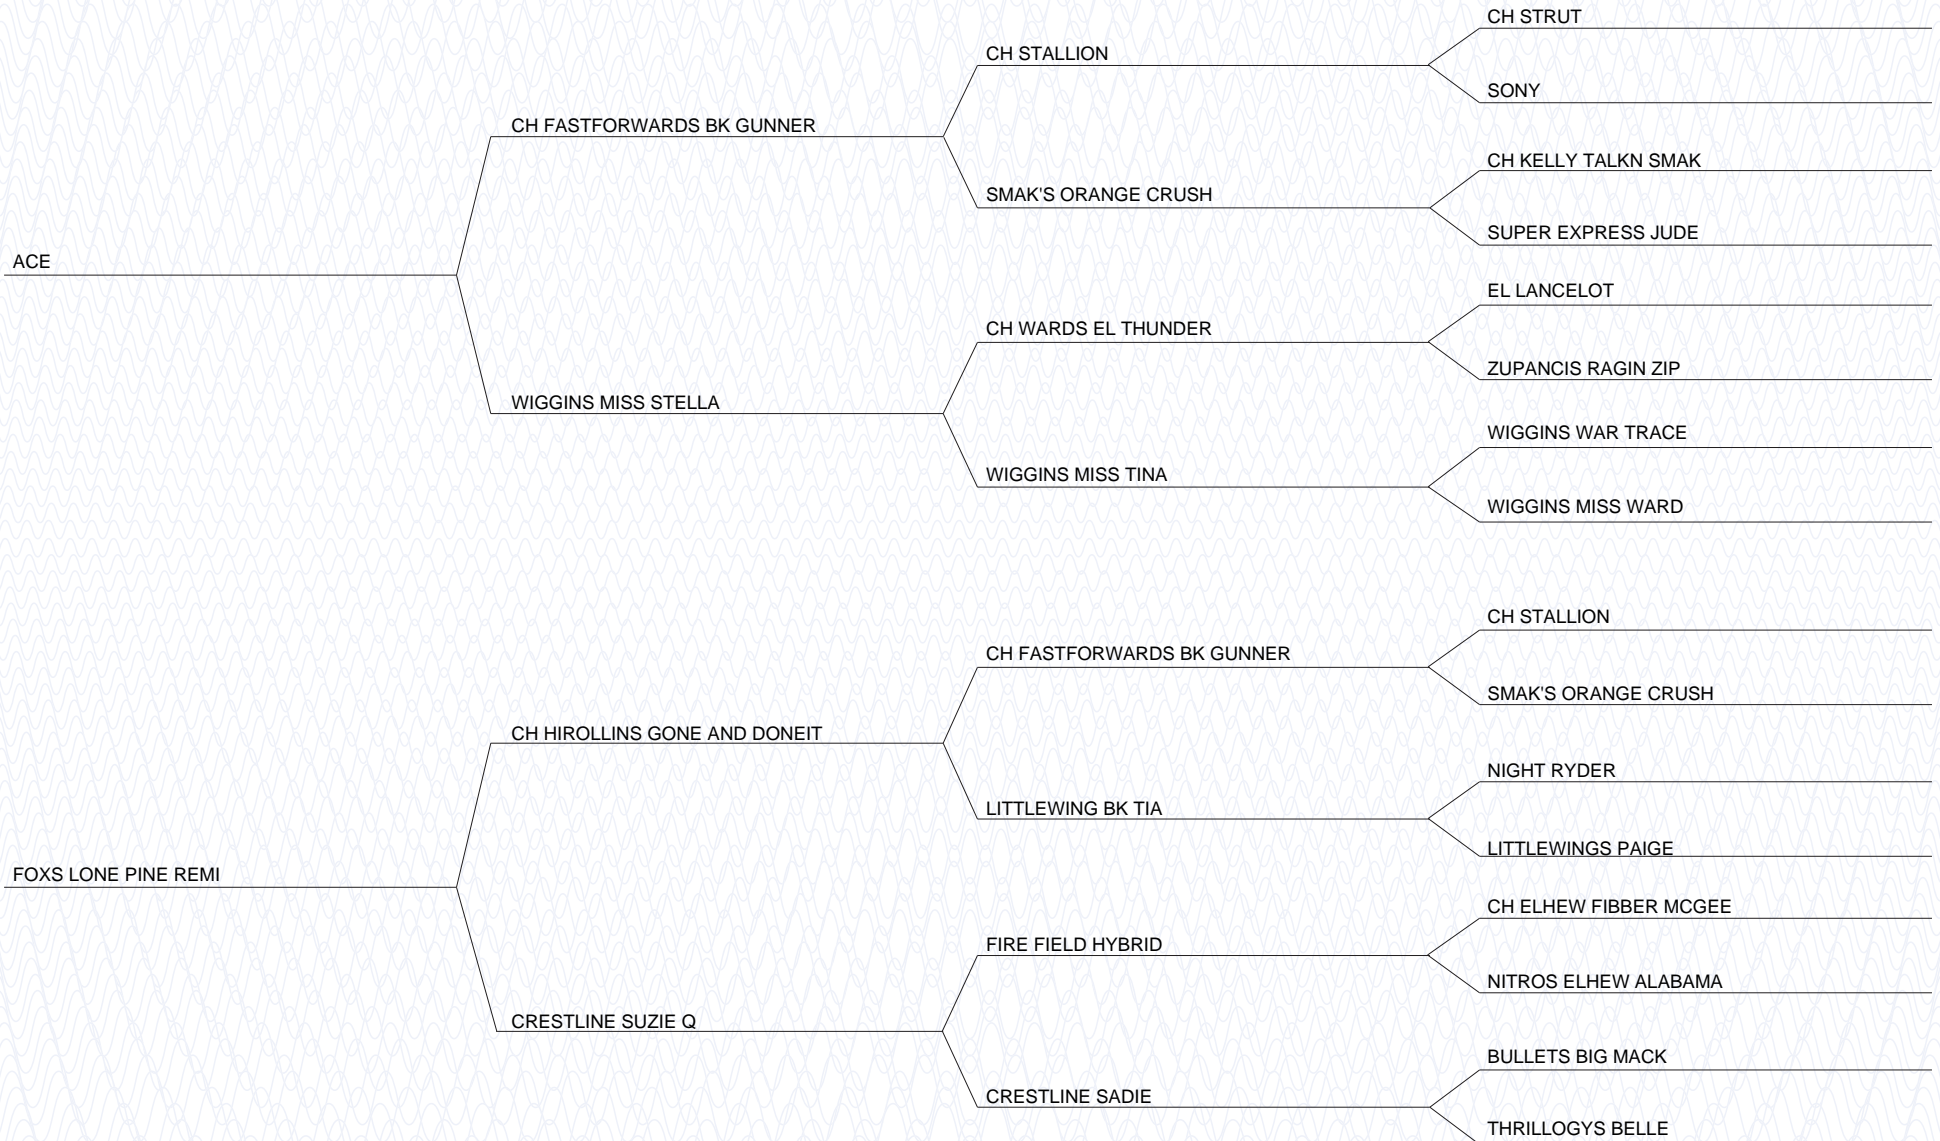 CH STRUT
CH STALLION
SONY
CH FASTFORWARDS BK GUNNER
CH KELLY TALKN SMAK
SMAK'S ORANGE CRUSH
SUPER EXPRESS JUDE
ACE
EL LANCELOT
CH WARDS EL THUNDER
ZUPANCIS RAGIN ZIP
WIGGINS MISS STELLA
WIGGINS WAR TRACE
WIGGINS MISS TINA
WIGGINS MISS WARD
CH STALLION
CH FASTFORWARDS BK GUNNER
SMAK'S ORANGE CRUSH
CH HIROLLINS GONE AND DONEIT
NIGHT RYDER
LITTLEWING BK TIA
LITTLEWINGS PAIGE
FOXS LONE PINE REMI
CH ELHEW FIBBER MCGEE
FIRE FIELD HYBRID
NITROS ELHEW ALABAMA
CRESTLINE SUZIE Q
BULLETS BIG MACK
CRESTLINE SADIE
THRILLOGYS BELLE